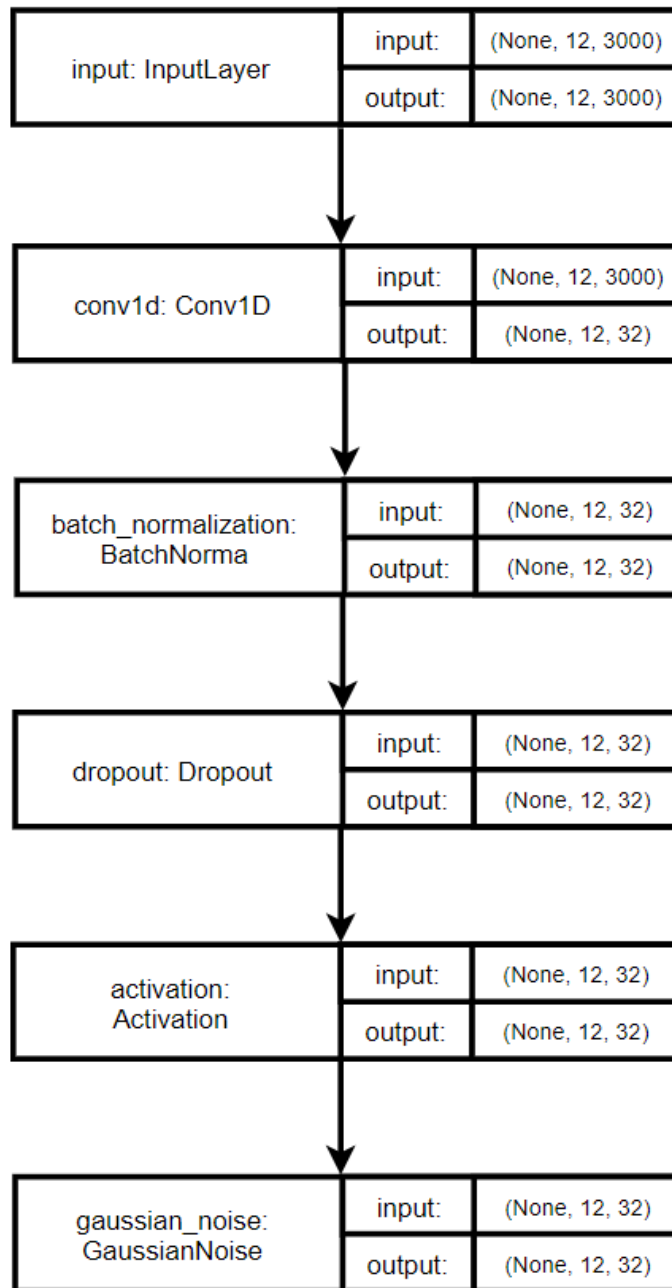 input: InputLayer
input:
(None, 12, 3000)
output:
(None, 12, 3000)
conv1d: Conv1D
input:
(None, 12, 3000)
output:
(None, 12, 32)
batch_normalization:
BatchNorma
input:
(None, 12, 32)
output:
(None, 12, 32)
dropout: Dropout
input:
(None, 12, 32)
output:
(None, 12, 32)
activation:
Activation
input:
(None, 12, 32)
output:
(None, 12, 32)
gaussian_noise:
GaussianNoise
input:
(None, 12, 32)
output:
(None, 12, 32)